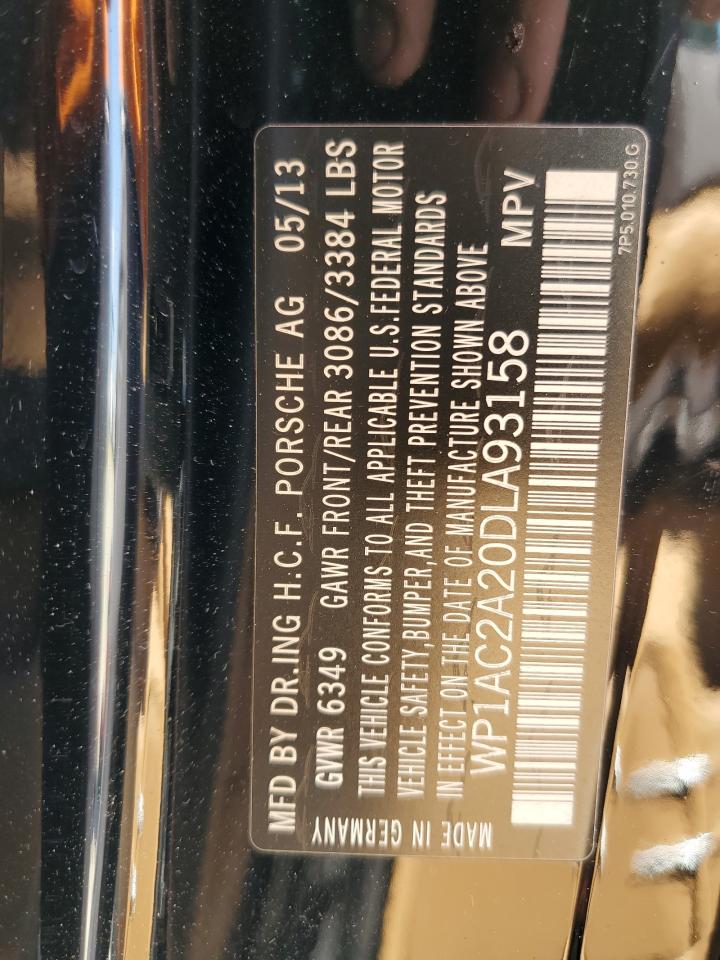 MFD BY DR.ING H.C.F. PORSCHE AG 05/13
GVWR 6349 GAWR FRONT/REAR 3086/3384 LBS
THIS VEHICLE CONFORMS TO ALL APPLICABLE U.S.FEDERAL MOTOR
VEHICLE SAFETY,BUMPER,AND THEFT PREVENTION STANDARDS
IN EFFECT ON THE DATE OF MANUFACTURE SHOWN ABOVE
WP1AC2A20DLA93158 MPV
MADE IN GERMANY
7P5.010.730.G